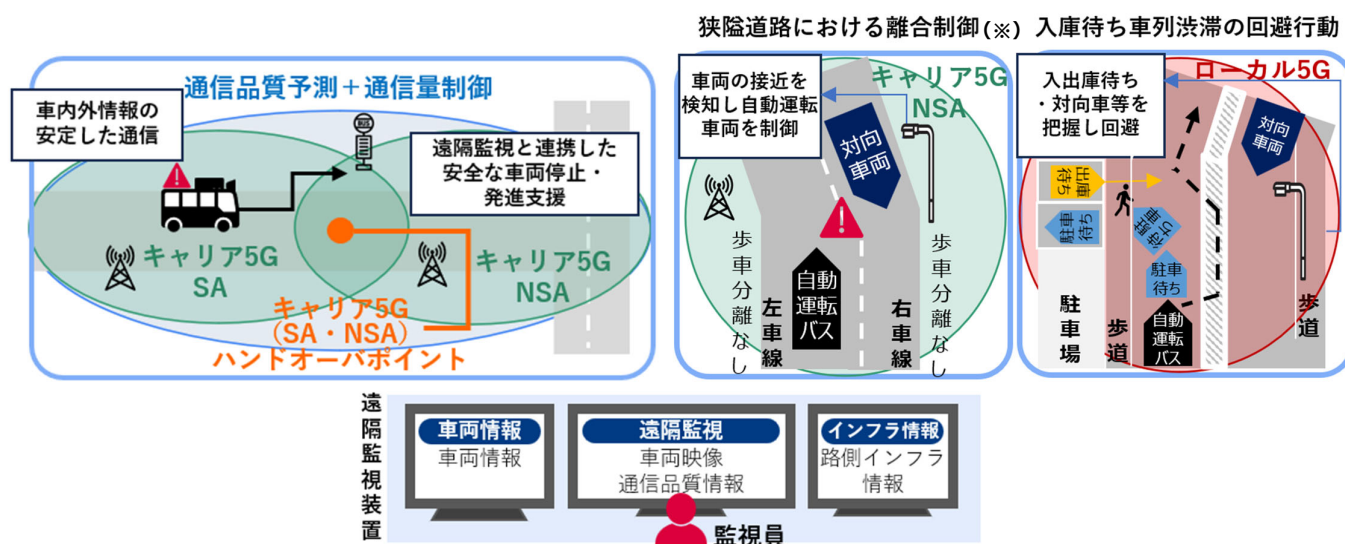 狭隘道路における離合制御(※)
入庫待ち車列渋滞の回避行動
通信品質予測＋通信量制御
車内外情報の
安定した通信
遠隔監視と連携した
安全な車両停止・
発進支援
キャリア5G
SA
キャリア5G
NSA
キャリア5G
（SA・NSA）
ハンドオーバポイント
車両の接近を
検知し自動運転
車両を制御
キャリア5G
NSA
対向
車両
歩車分離なし
左車線
自動
運転
バス
右車線
歩車分離なし
ローカル5G
入出庫待ち
・対向車等を
把握し回避
対向
車両
出庫
待ち
駐車
待ち
駐車
待ち
駐車
待ち
自動
運転
バス
駐車場
歩道
歩道
遠隔監視装置
車両情報
車両情報
遠隔監視
車両映像
通信品質情報
インフラ情報
路側インフラ
情報
監視員